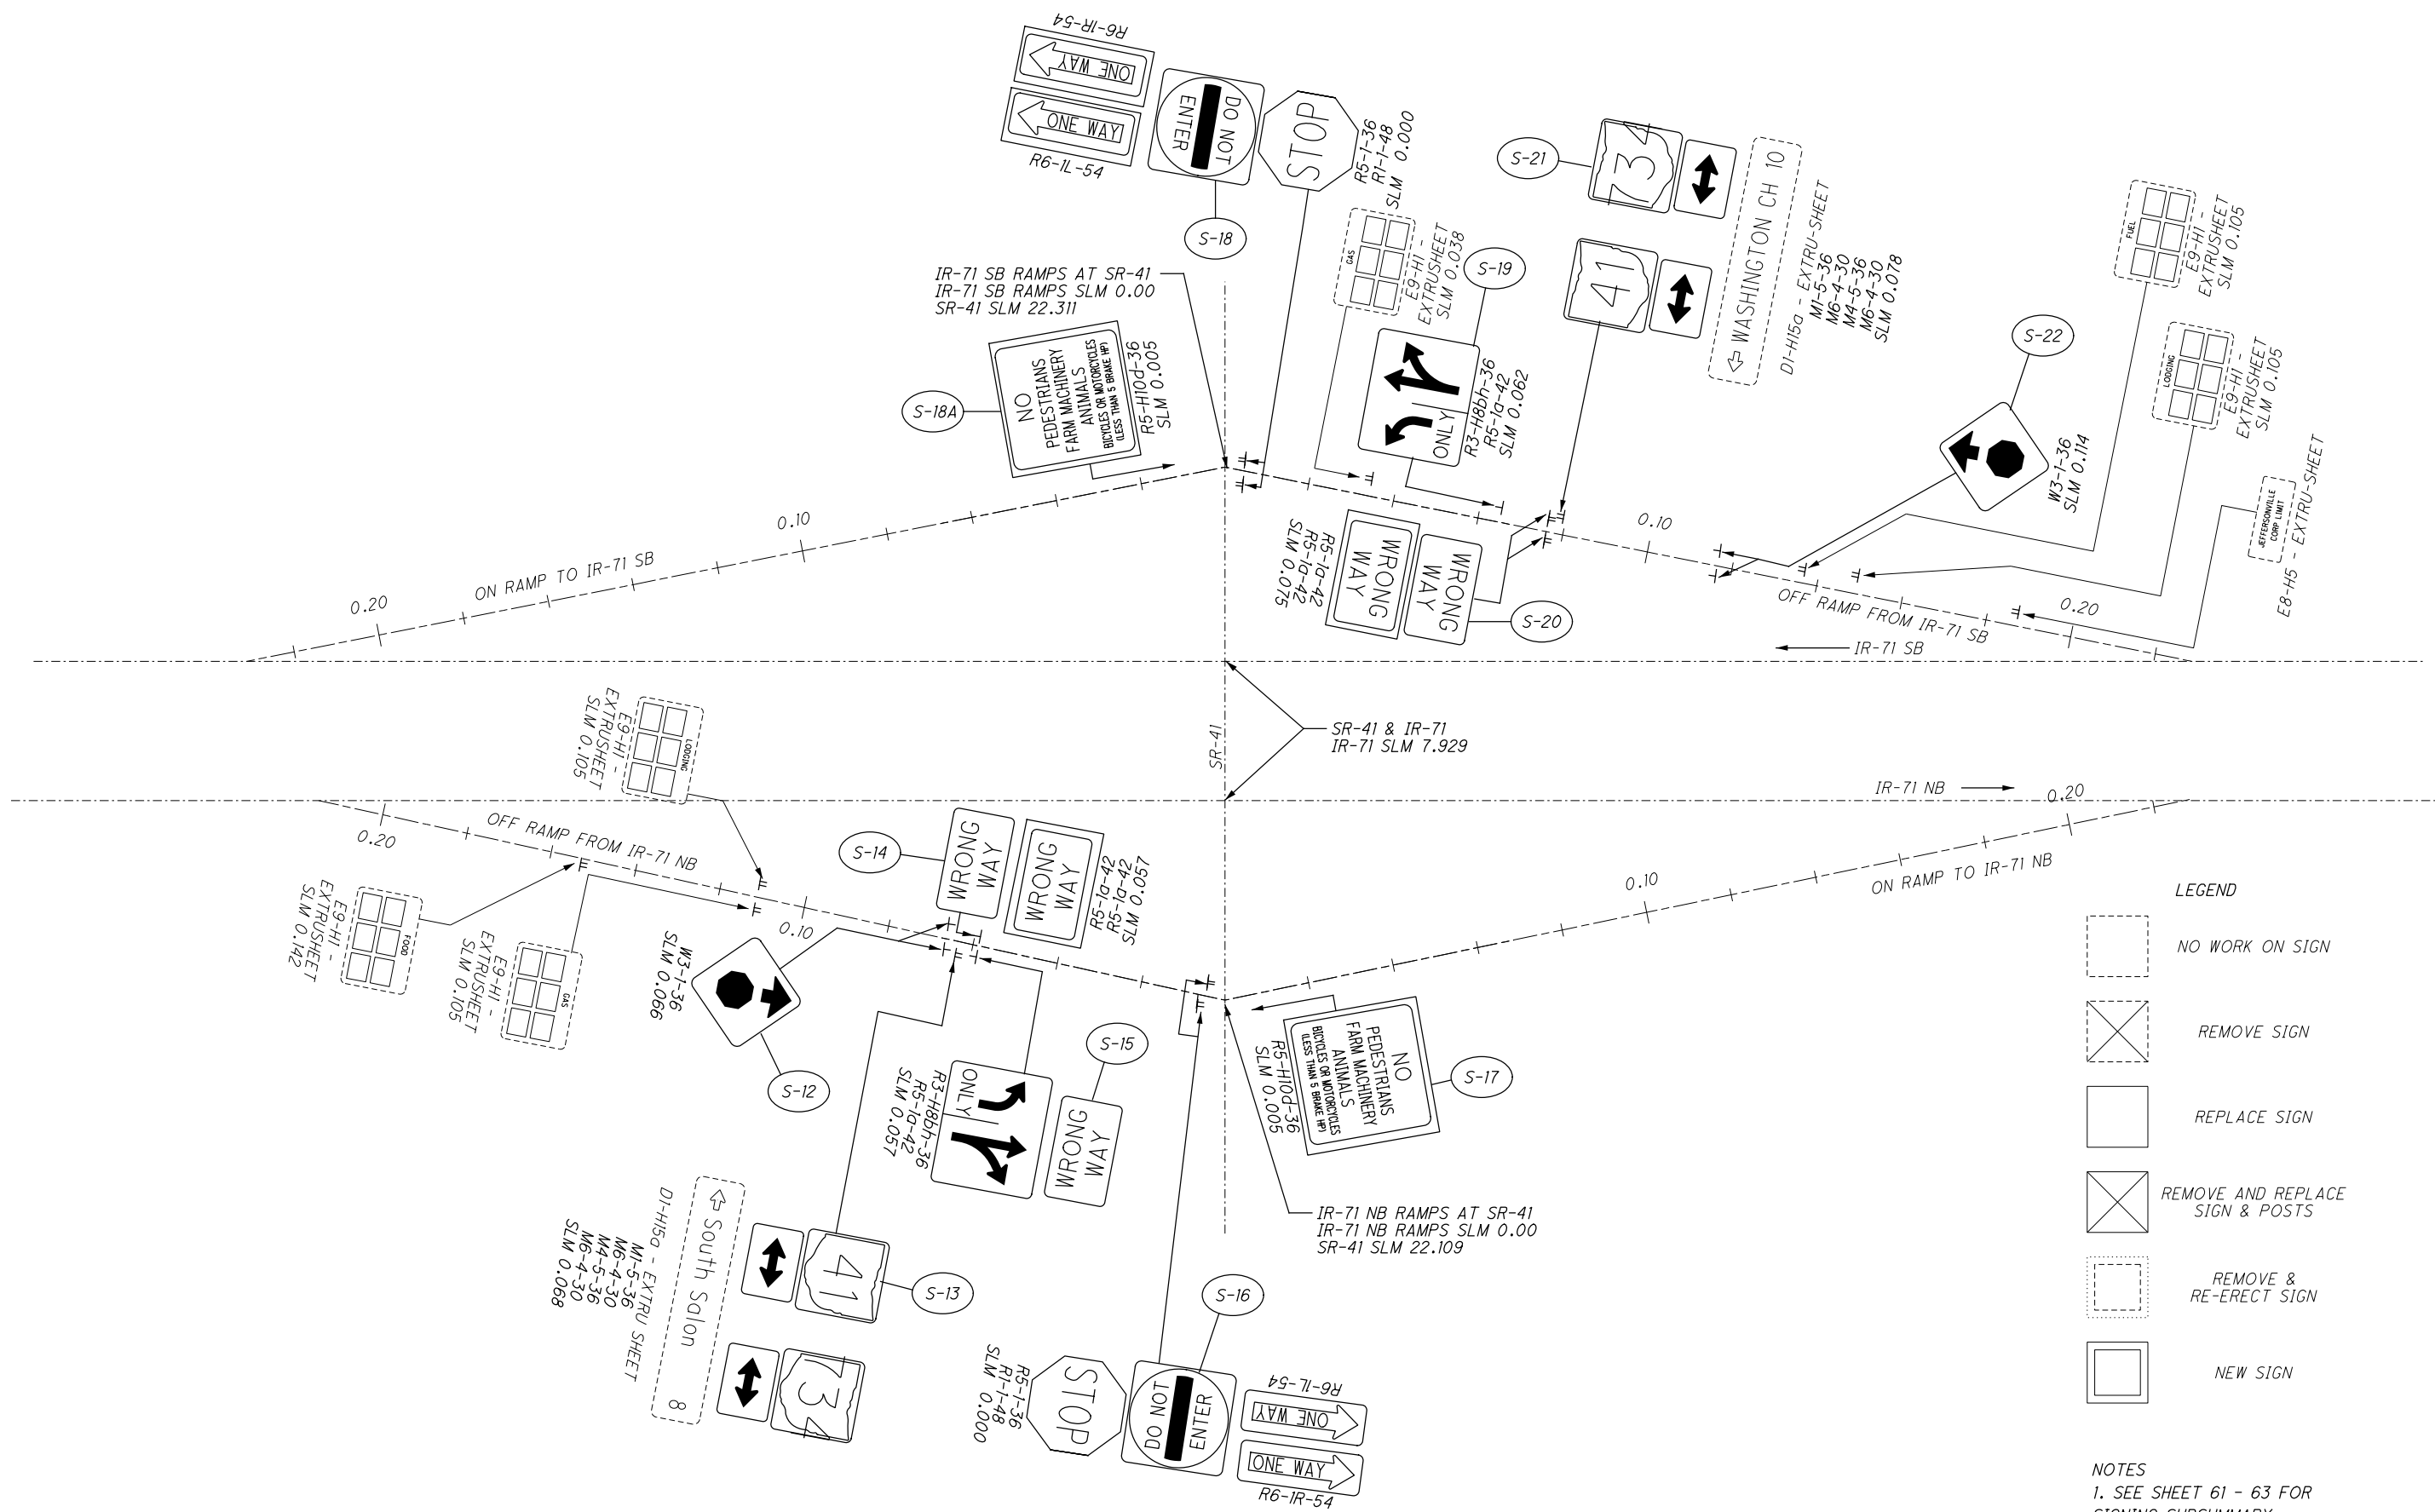 R6-1R-54
ONE WAY
ONE WAY
R6-1L-54
DO NOT
ENTER
STOP
R5-1-36
R1-1-48
SLM 0.000
S-18
S-21
734
41
WASHINGTON CH 10
D1-H15a - EXTRU-SHEET
M1-5-36
M6-4-30
M4-5-36
M6-4-30
SLM 0.078
GAS
E9-H1 -
EXTRUSHEET
SLM 0.038
S-19
ONLY
R3-H8bh-36
R5-1a-42
SLM 0.062
FUEL
E9-H1 -
EXTRUSHEET
SLM 0.105
LODGING
E9-H1 -
EXTRUSHEET
SLM 0.105
S-22
W3-1-36
SLM 0.114
JEFFERSONVILLE
CORP LIMIT
E8-H5 - EXTRU-SHEET
IR-71 SB RAMPS AT SR-41
IR-71 SB RAMPS SLM 0.00
SR-41 SLM 22.311
S-18A
NO
PEDESTRIANS
FARM MACHINERY
ANIMALS
BICYCLES OR MOTORCYCLES
(LESS THAN 5 BRAKE HP)
R5-H10d-36
SLM 0.005
0.10
0.20
ON RAMP TO IR-71 SB
WRONG
WAY
WRONG
WAY
R5-1a-42
R5-1a-42
SLM 0.075
S-20
0.10
0.20
OFF RAMP FROM IR-71 SB
IR-71 SB
SR-41
SR-41 & IR-71
IR-71 SLM 7.929
IR-71 NB
LODGING
E9-H1 -
EXTRUSHEET
SLM 0.105
0.20
OFF RAMP FROM IR-71 NB
0.10
FOOD
E9-H1 -
EXTRUSHEET
SLM 0.142
GAS
E9-H1 -
EXTRUSHEET
SLM 0.105
S-14
WRONG
WAY
WRONG
WAY
R5-1a-42
R5-1a-42
SLM 0.057
W3-1-36
SLM 0.066
S-12
ONLY
R3-H8bh-36
R5-1a-42
SLM 0.057
S-15
WRONG
WAY
0.10
0.20
ON RAMP TO IR-71 NB
NO
PEDESTRIANS
FARM MACHINERY
ANIMALS
BICYCLES OR MOTORCYCLES
(LESS THAN 5 BRAKE HP)
R5-H10d-36
SLM 0.005
S-17
IR-71 NB RAMPS AT SR-41
IR-71 NB RAMPS SLM 0.00
SR-41 SLM 22.109
South Salon 8
D1-H15a - EXTRU SHEET
M1-5-36
M6-4-30
M4-5-36
M6-4-30
SLM 0.068
41
734
S-13
S-16
STOP
R5-1-36
R1-1-48
SLM 0.000
DO NOT
ENTER
R6-1L-54
ONE WAY
ONE WAY
R6-1R-54
LEGEND
NO WORK ON SIGN
REMOVE SIGN
REPLACE SIGN
REMOVE AND REPLACE
SIGN & POSTS
REMOVE &
RE-ERECT SIGN
NEW SIGN
NOTES
1. SEE SHEET 61 - 63 FOR
SIGNING SUBSUMMARY